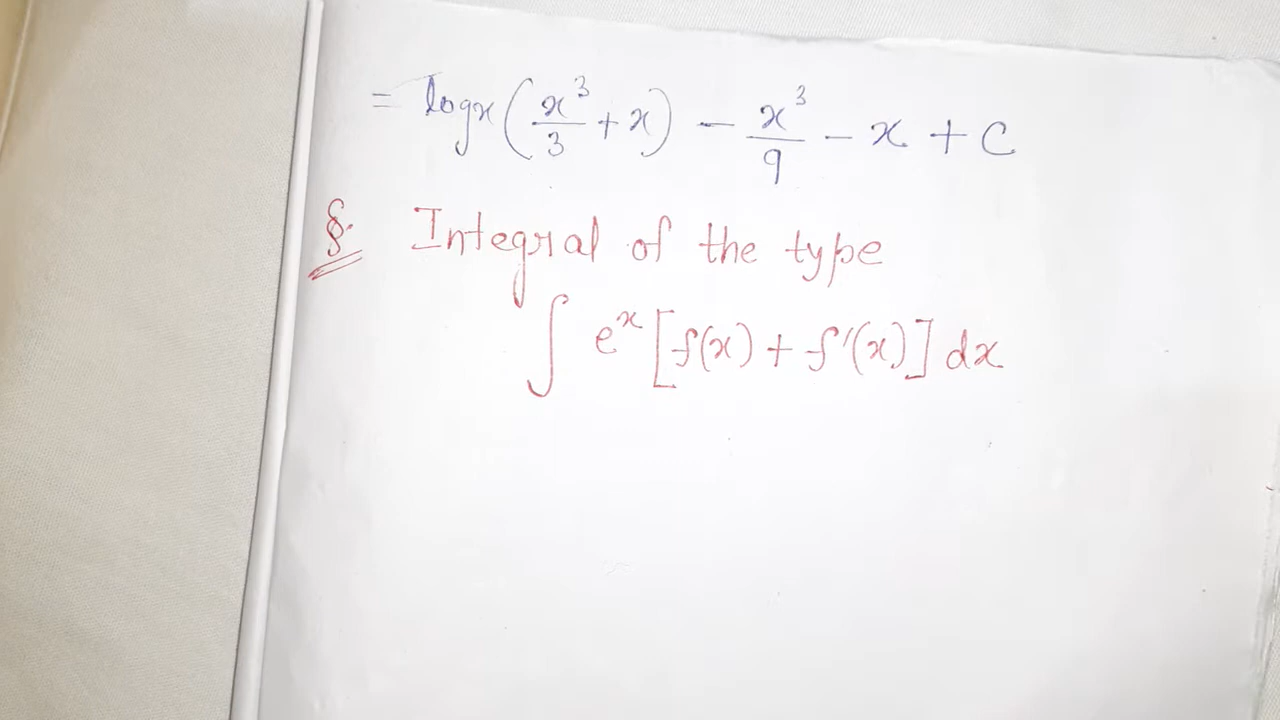 = logx (x³/3 + x) - x³/9 - x + C
§. Integral of the type
∫ eˣ [f(x) + f'(x)] dx